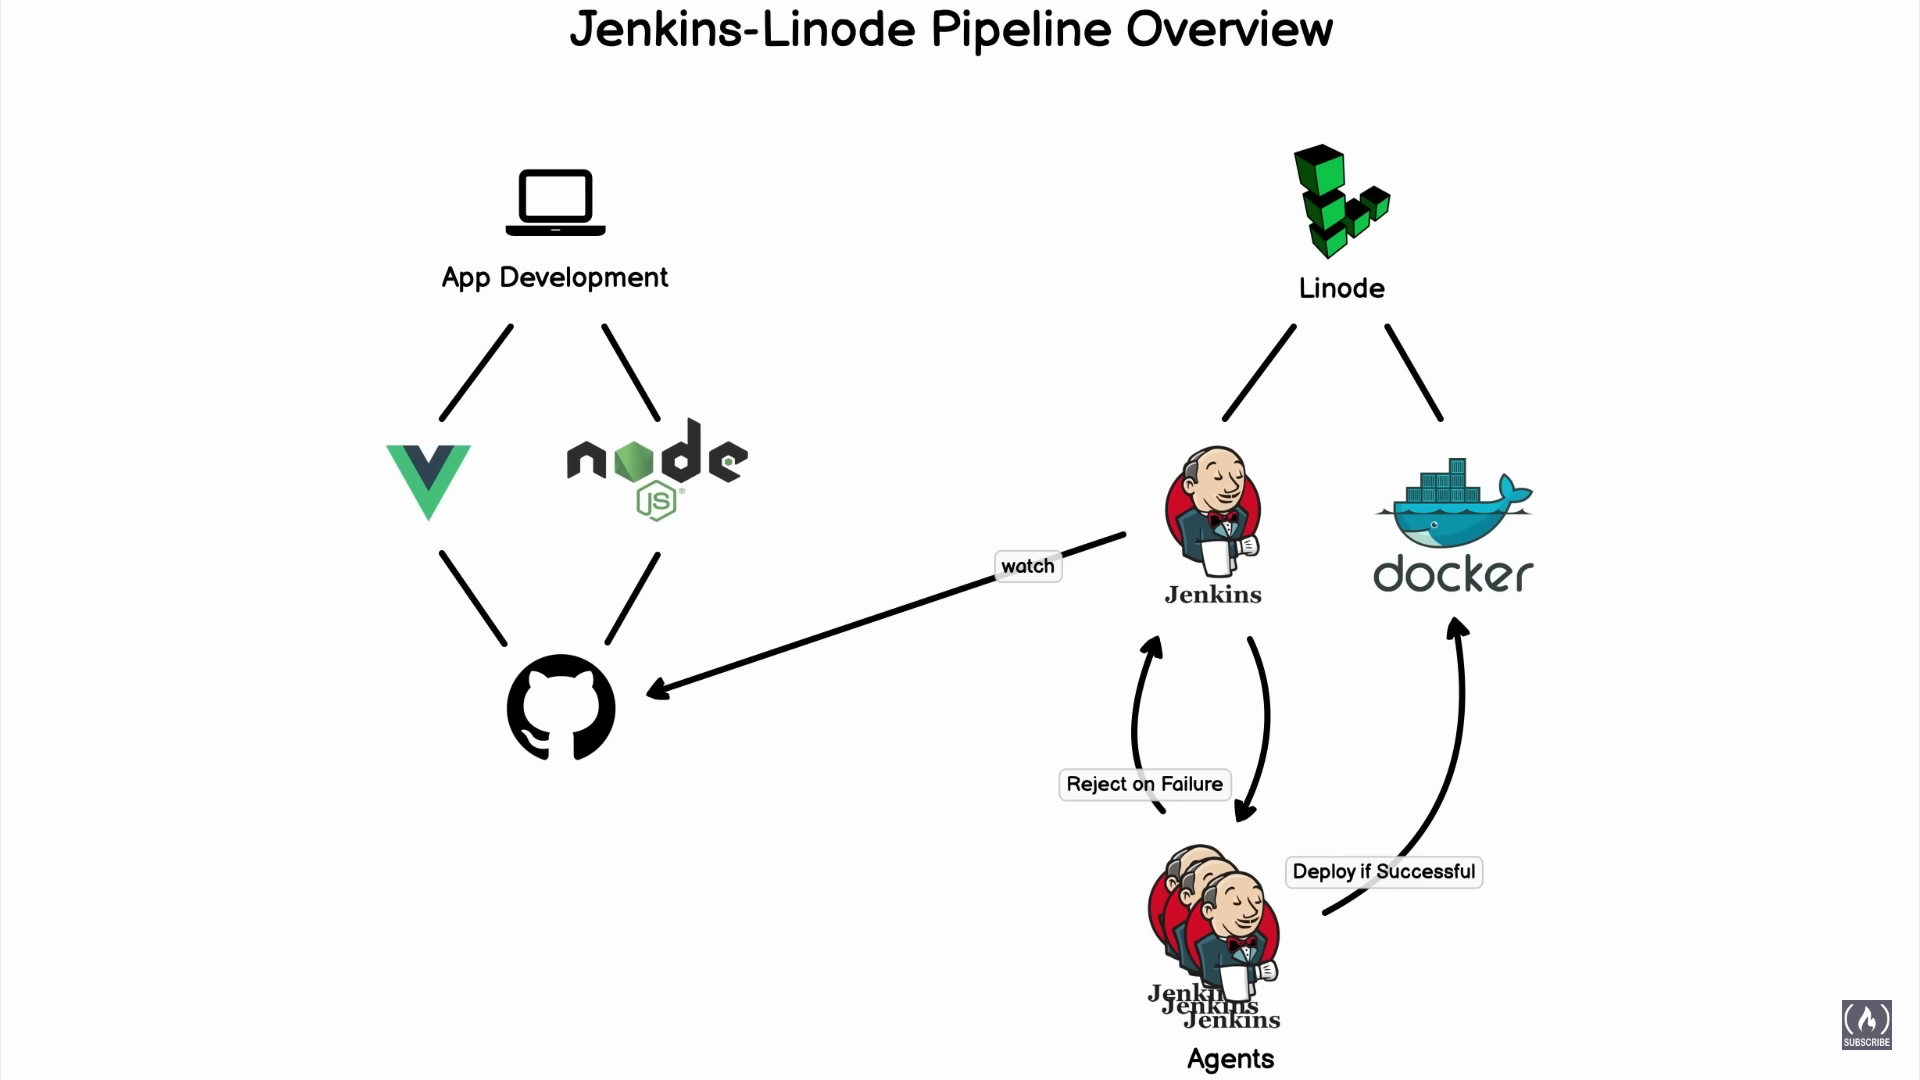 Jenkins-Linode Pipeline Overview
App Development
Linode
node
JS
Jenkins
docker
watch
Reject on Failure
Deploy if Successful
Jenkins
Jenkins
Jenkins
Agents
SUBSCRIBE